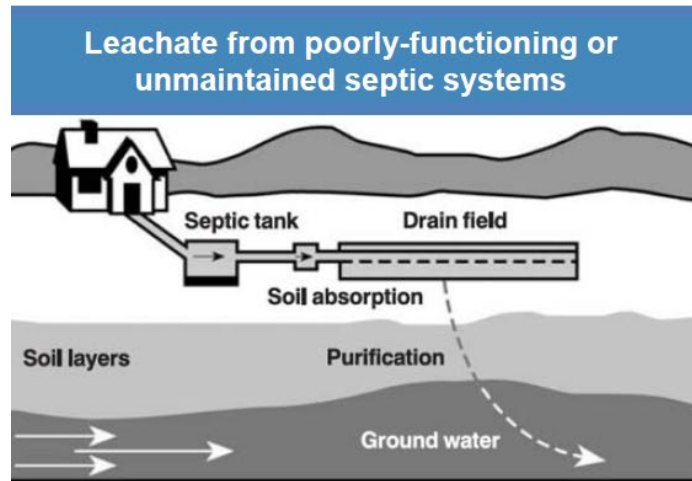 Leachate from poorly-functioning or
unmaintained septic systems
Septic tank
Drain field
Soil absorption
Soil layers
Purification
Ground water